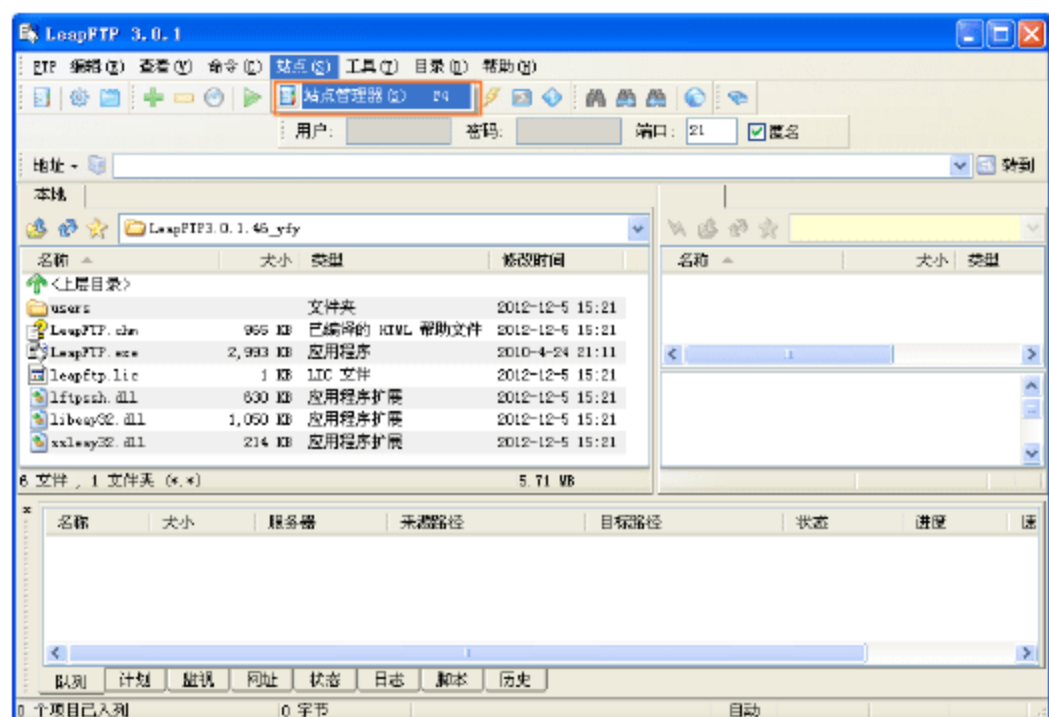 LeapFTP 3.0.1
FTP 编辑(E) 查看(V) 命令(C) 站点(S) 工具(T) 目录(D) 帮助(H)
站点管理器(S) F4
用户: 密码: 端口: 21 匿名
地址 转到
本地
LeapFTP3.0.1.46_yfy
名称 大小 类型 修改时间 名称 大小 类型
<上层目录>
users 文件夹 2012-12-5 15:21
LeapFTP.chm 966 KB 已编译的 HTML 帮助文件 2012-12-5 15:21
LeapFTP.exe 2,993 KB 应用程序 2010-4-24 21:11
leapftp.lic 1 KB LIC 文件 2012-12-5 15:21
lftpssh.dll 630 KB 应用程序扩展 2012-12-5 15:21
libeay32.dll 1,050 KB 应用程序扩展 2012-12-5 15:21
214 KB 应用程序扩展 2012-12-5 15:21
6 文件 , 1 文件夹 (*.*) 5.71 MB
名称 大小 服务器 来源路径 目标路径 状态 进度 速
队列 计划 监视 网址 状态 日志 脚本 历史
0 个项目已入列 0 字节 自动